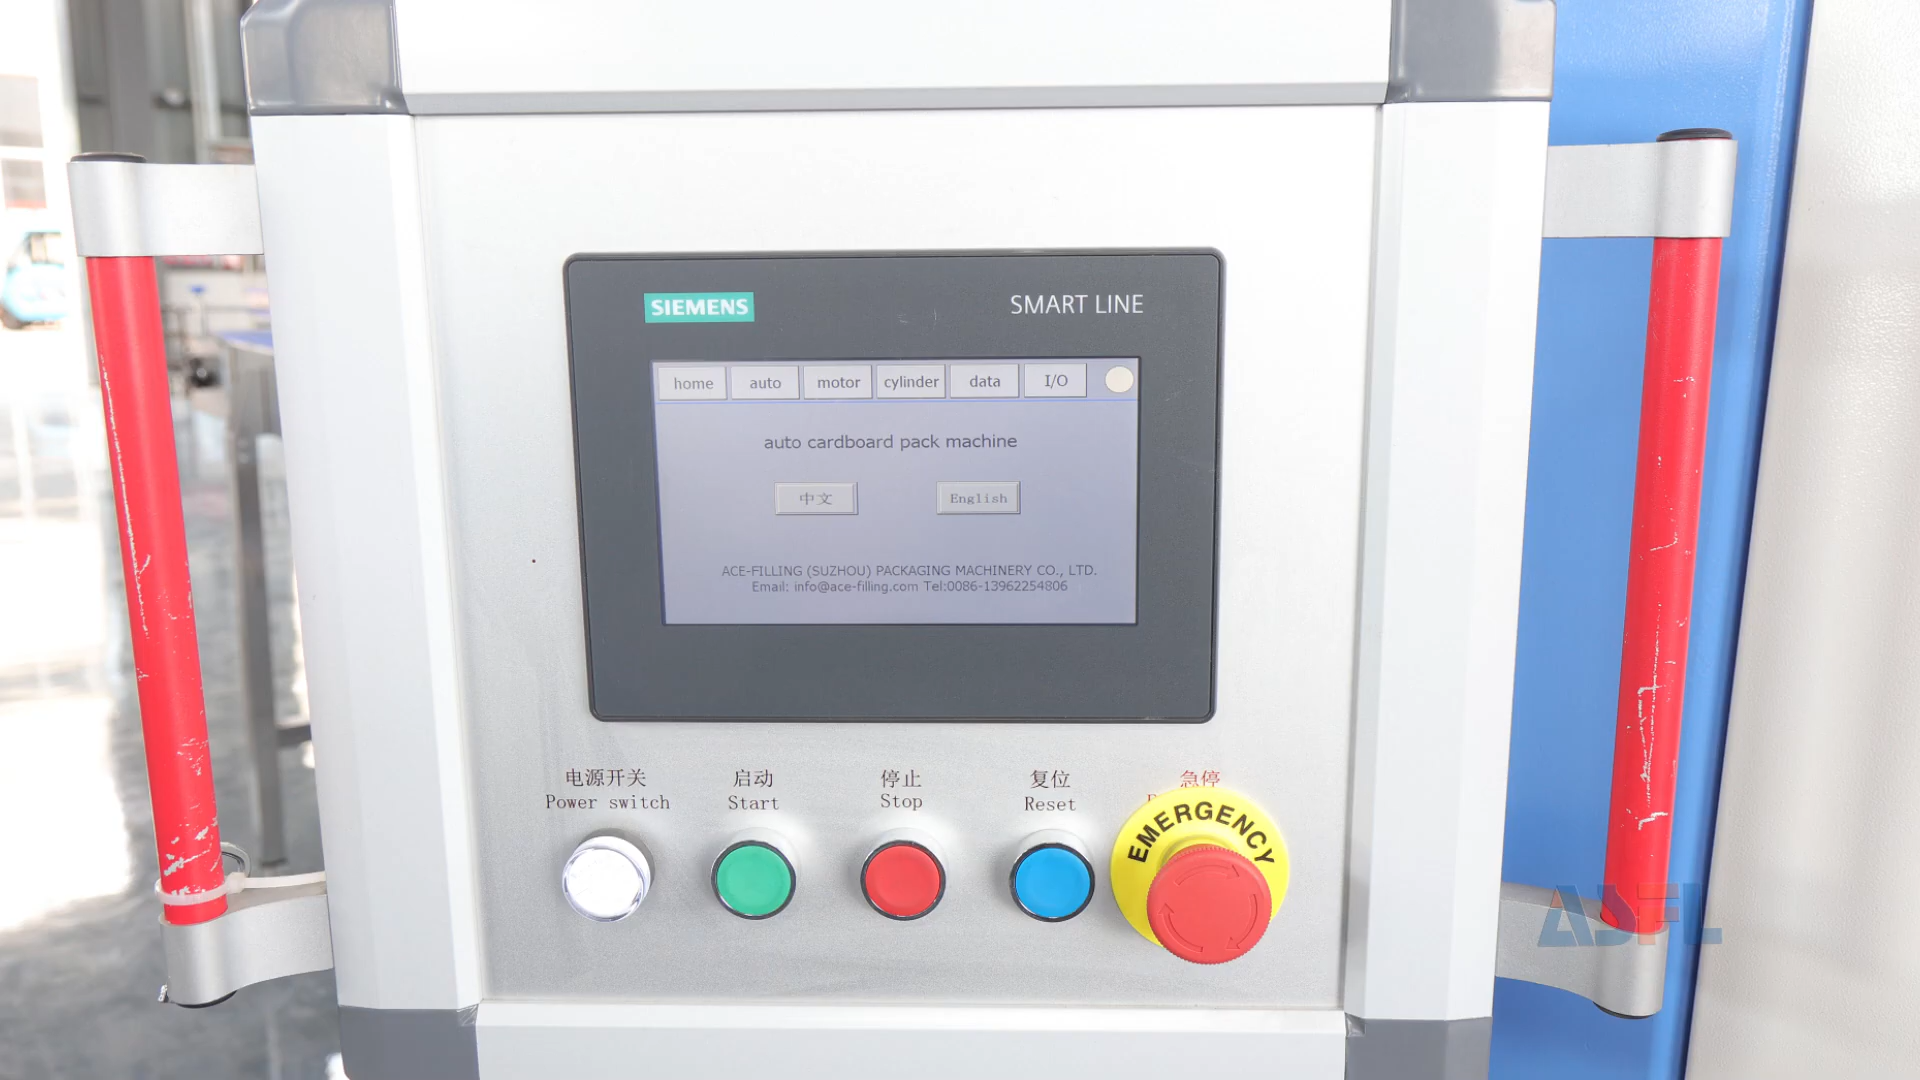 SIEMENS
SMART LINE
home auto motor cylinder data I/O
auto cardboard pack machine
中文 English
ACE-FILLING (SUZHOU) PACKAGING MACHINERY CO., LTD.
Email: info@ace-filling.com Tel:0086-13962254806
电源开关 启动 停止 复位 急停
Power switch Start Stop Reset
EMERGENCY